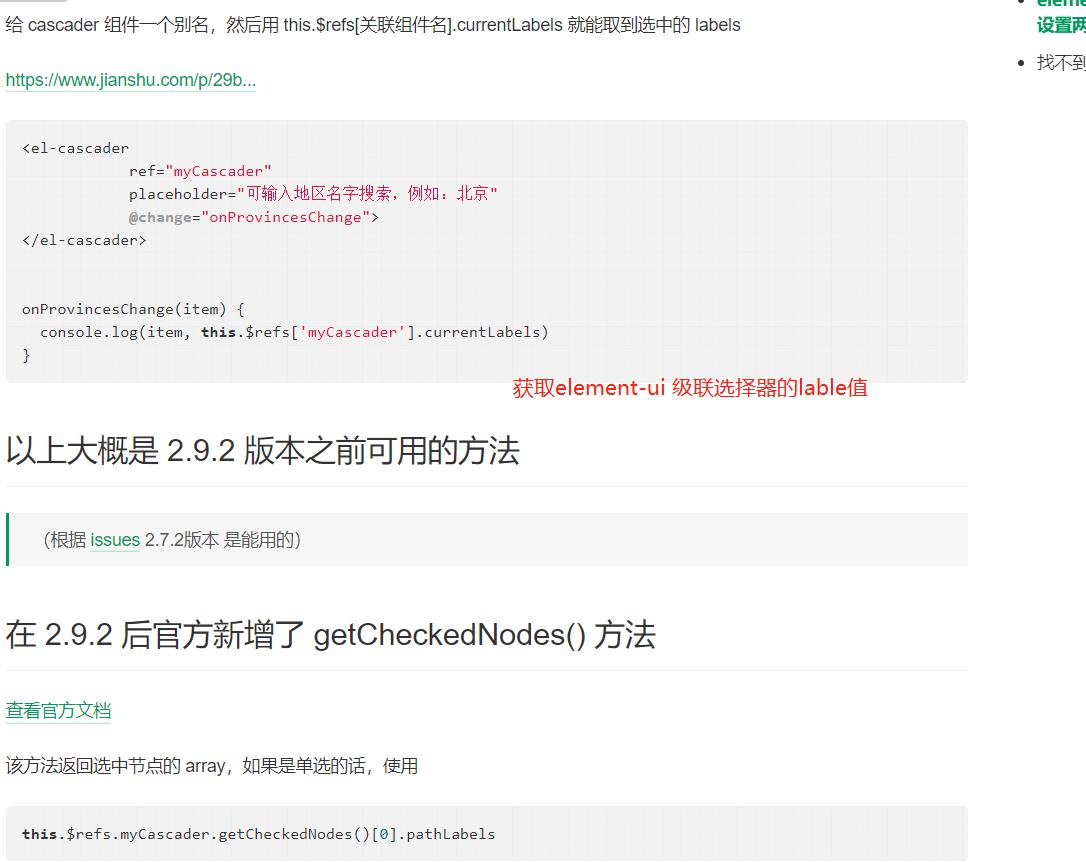 给 cascader 组件一个别名，然后用 this.$refs[关联组件名].currentLabels 就能取到选中的 labels
https://www.jianshu.com/p/29b...
<el-cascader
ref="myCascader"
placeholder="可输入地区名字搜索，例如：北京"
@change="onProvincesChange">
</el-cascader>
onProvincesChange(item) {
console.log(item, this.$refs['myCascader'].currentLabels)
}
获取element-ui 级联选择器的lable值
以上大概是 2.9.2 版本之前可用的方法
(根据 issues 2.7.2版本 是能用的)
在 2.9.2 后官方新增了 getCheckedNodes() 方法
查看官方文档
该方法返回选中节点的 array，如果是单选的话，使用
this.$refs.myCascader.getCheckedNodes()[0].pathLabels
设置两
找不到